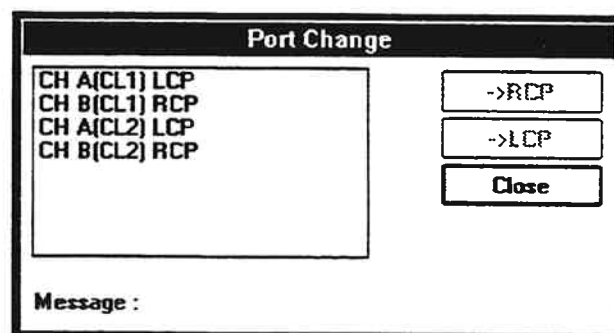 Port Change
CH A(CL1) LCP
CH B(CL1) RCP
CH A(CL2) LCP
CH B(CL2) RCP
->RCP
->LCP
Close
Message :